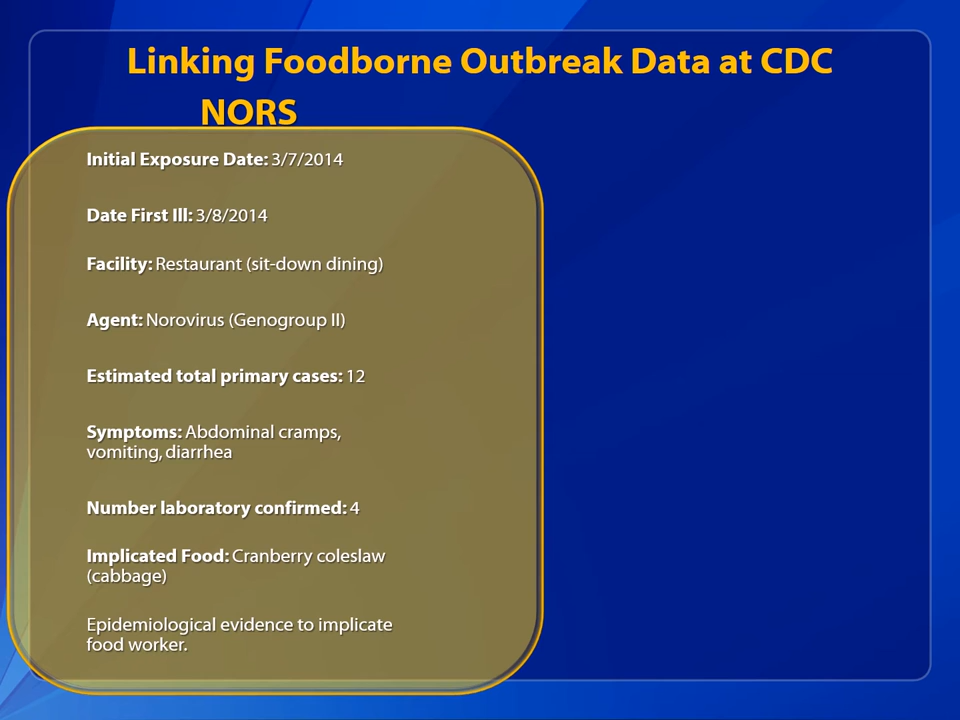 Linking Foodborne Outbreak Data at CDC
NORS
Initial Exposure Date: 3/7/2014
Date First Ill: 3/8/2014
Facility: Restaurant (sit-down dining)
Agent: Norovirus (Genogroup II)
Estimated total primary cases: 12
Symptoms: Abdominal cramps,
vomiting, diarrhea
Number laboratory confirmed: 4
Implicated Food: Cranberry coleslaw
(cabbage)
Epidemiological evidence to implicate
food worker.